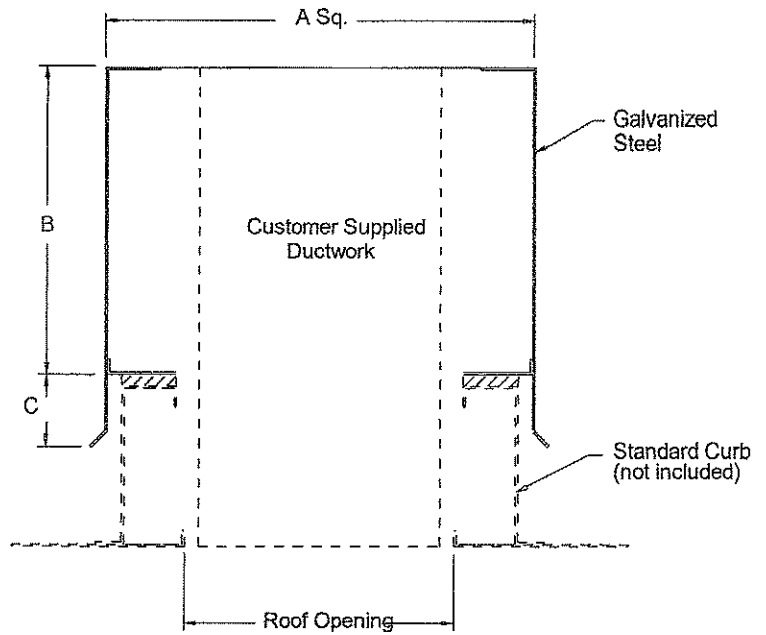 A Sq.
Galvanized
Steel
B
Customer Supplied
Ductwork
C
Standard Curb
(not included)
Roof Opening